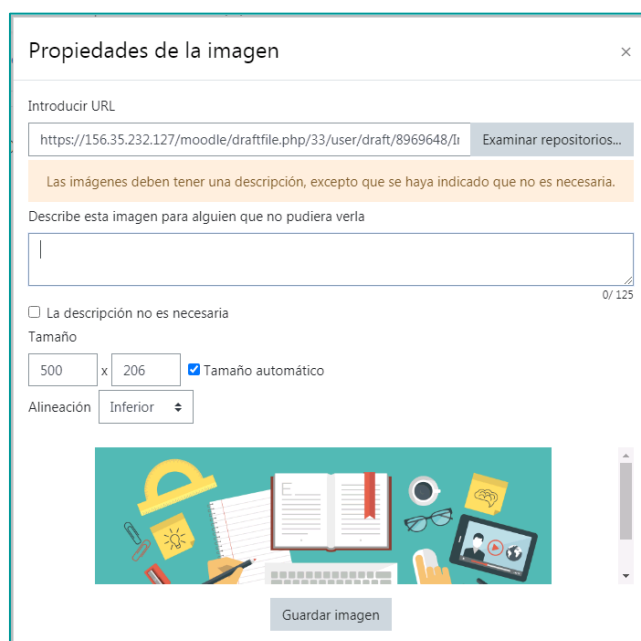 Propiedades de la imagen
×
Introducir URL
https://156.35.232.127/moodle/draftfile.php/33/user/draft/8969648/Ir
Examinar repositorios...
Las imágenes deben tener una descripción, excepto que se haya indicado que no es necesaria.
Describe esta imagen para alguien que no pudiera verla
0/ 125
La descripción no es necesaria
Tamaño
500 x 206 Tamaño automático
Alineación Inferior
E
Guardar imagen